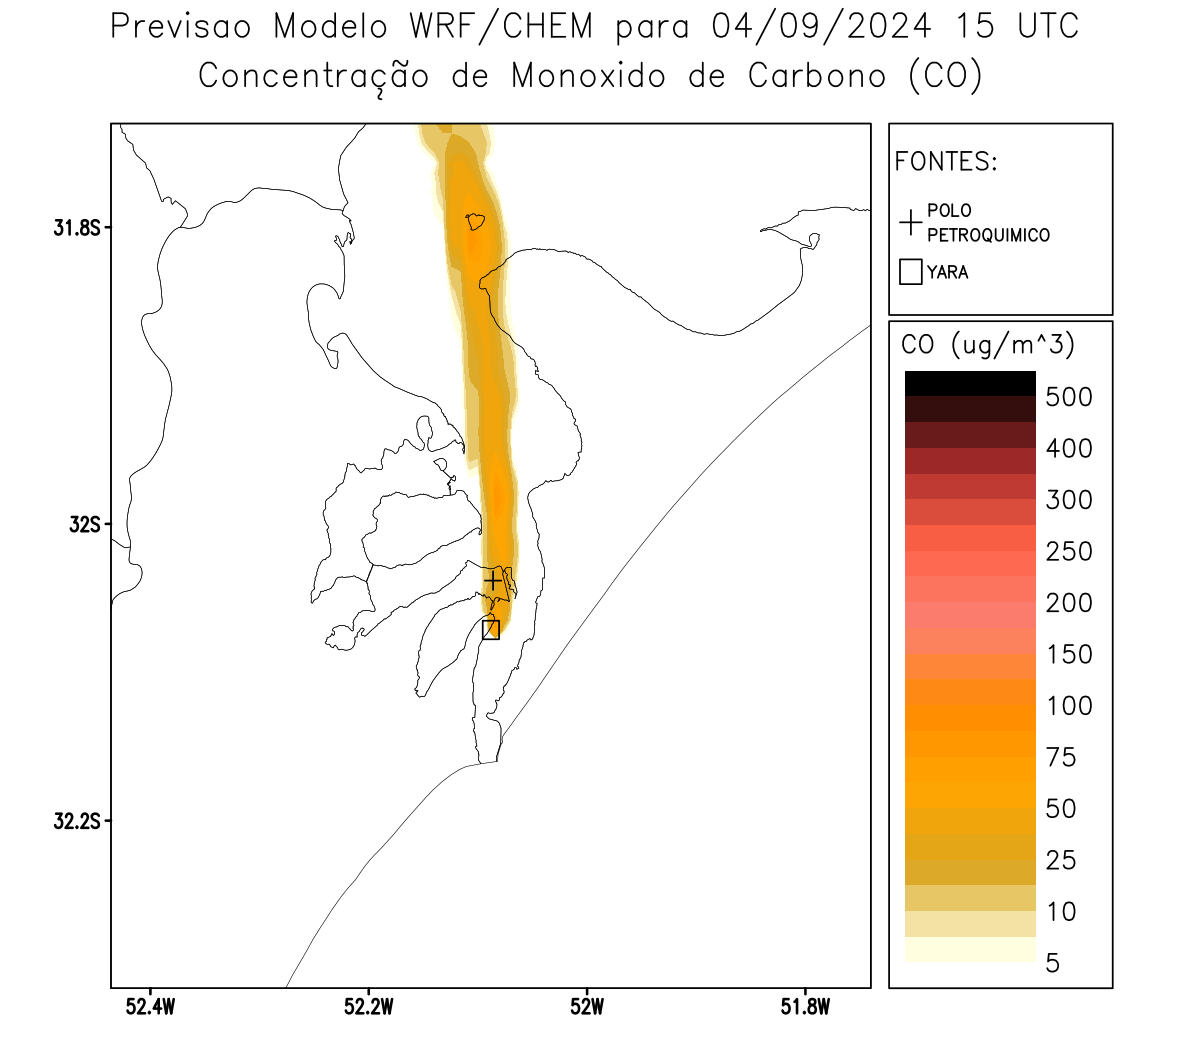 Previsao Modelo WRF/CHEM para 04/09/2024 15 UTC
Concentração de Monoxido de Carbono (CO)
FONTES:
POLO
PETROQUIMICO
YARA
CO (ug/m^3)
500
400
300
250
200
150
100
75
50
25
10
5
31.8S
32S
32.2S
52.4W
52.2W
52W
51.8W